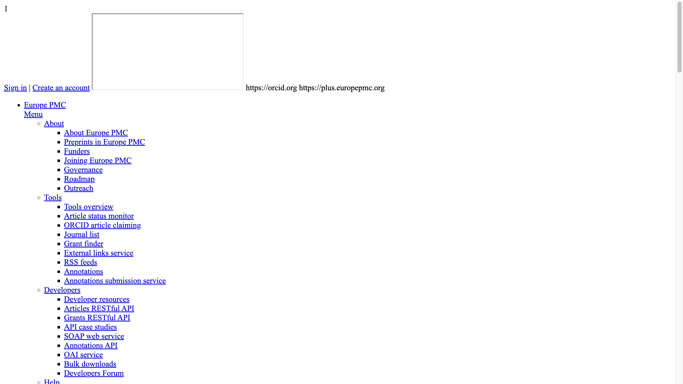 1
Sign in | Create an account https://orcid.org https://plus.europepmc.org
Europe PMC
Menu
About
About Europe PMC
Preprints in Europe PMC
Funders
Joining Europe PMC
Governance
Roadmap
Outreach
Tools
Tools overview
Article status monitor
ORCID article claiming
Journal list
Grant finder
External links service
RSS feeds
Annotations
Annotations submission service
Developers
Developer resources
Articles RESTful API
Grants RESTful API
API case studies
SOAP web service
Annotations API
OAI service
Bulk downloads
Developers Forum
Help